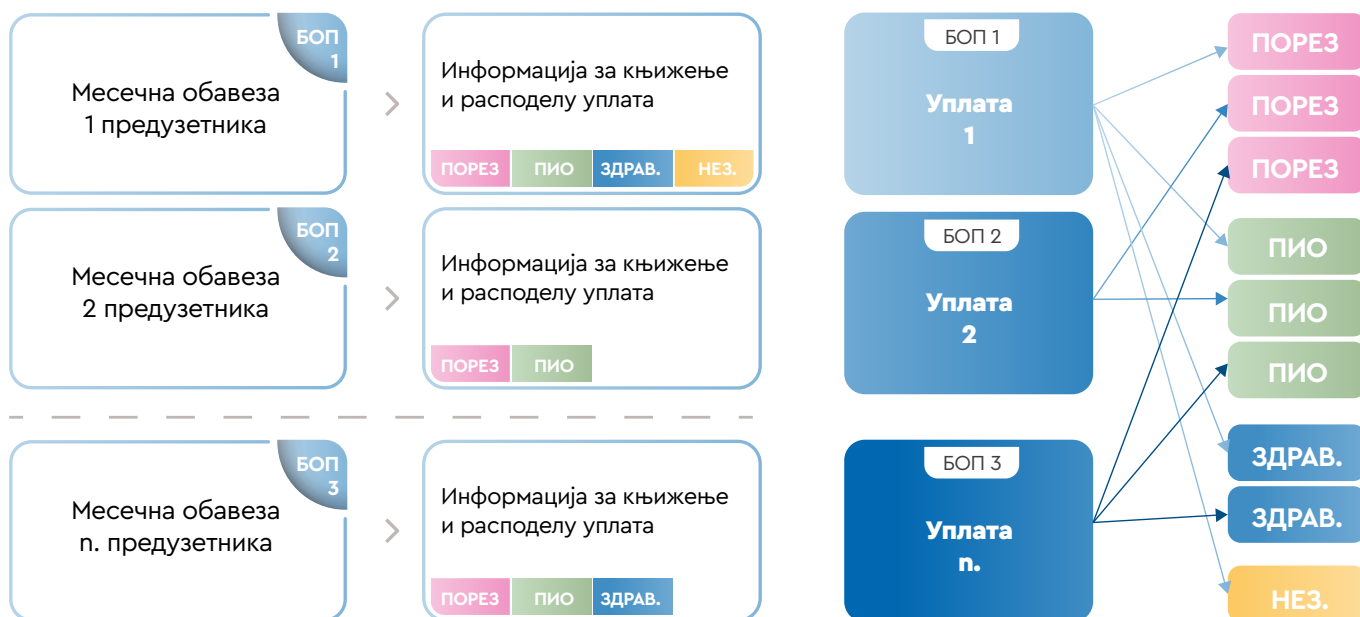 БОП
1
Месечна обавеза
1 предузетника
Информација за књижење
и расподелу уплата
ПОРЕЗ ПИО ЗДРАВ. НЕЗ.
БОП
2
Месечна обавеза
2 предузетника
Информација за књижење
и расподелу уплата
ПОРЕЗ ПИО
БОП
3
Месечна обавеза
n. предузетника
Информација за књижење
и расподелу уплата
ПОРЕЗ ПИО ЗДРАВ.
БОП 1
Уплата
1
БОП 2
Уплата
2
БОП 3
Уплата
n.
ПОРЕЗ
ПОРЕЗ
ПОРЕЗ
ПИО
ПИО
ПИО
ЗДРАВ.
ЗДРАВ.
НЕЗ.